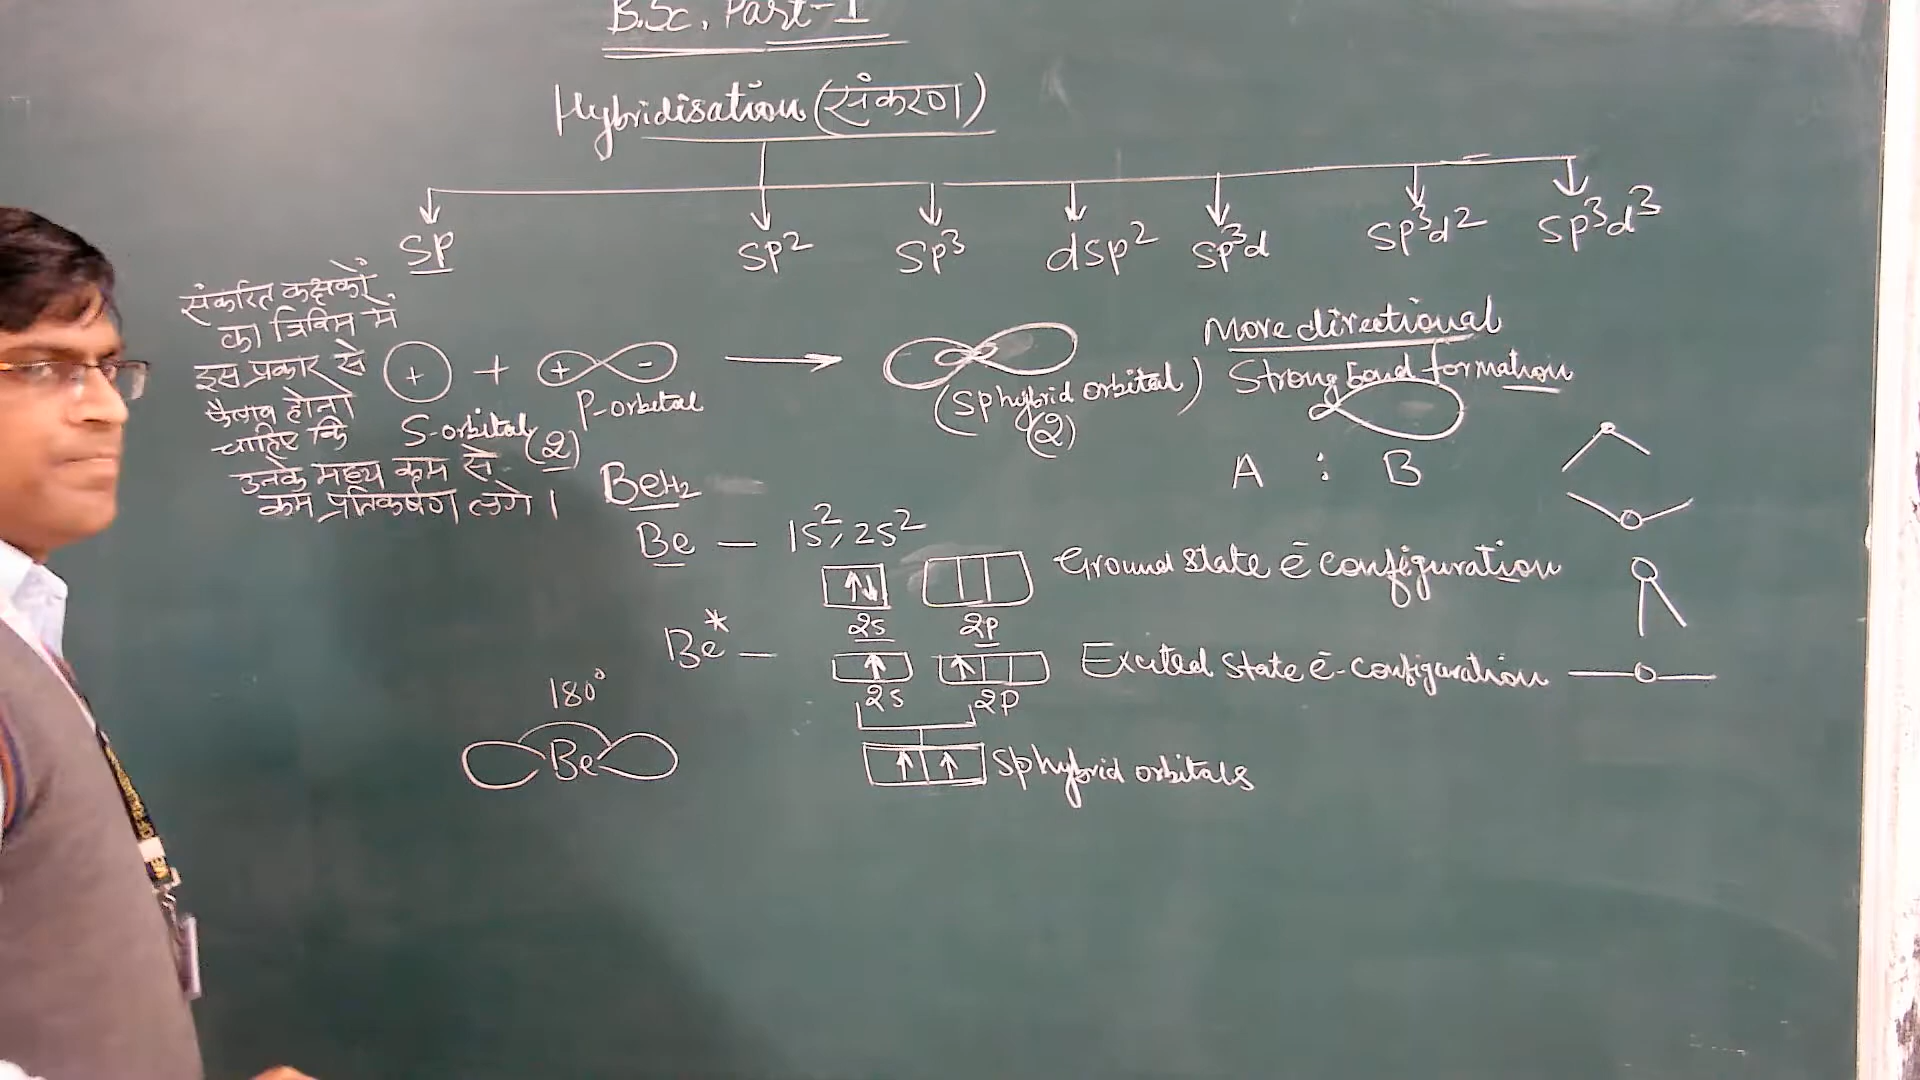 B.Sc. Part-I
Hybridisation (संकरण)
sp sp² sp³ dsp² sp³d sp³d² sp³d³
संकरित कक्षकों
का त्रिविम में
इस प्रकार से
फैलाव होना
चाहिए कि
उनके मध्य कम से
कम प्रतिकर्षण लगे।
+ + + -
S-orbital (2) P-orbital
(sp hybrid orbital)
(2)
More directional
Strong bond formation
A : B
BeH₂
Be — 1s², 2s²
2s 2p
Ground state ē configuration
Be* —
2s 2p
Excited state ē-configuration
180°
Be
sp hybrid orbitals